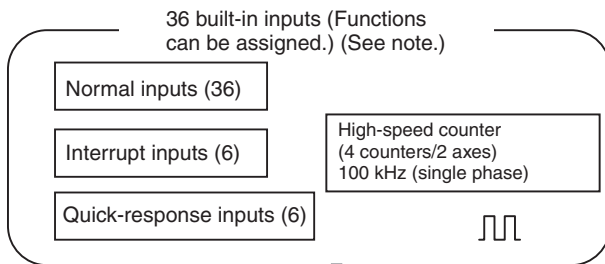 36 built-in inputs (Functions
can be assigned.) (See note.)
Normal inputs (36)
Interrupt inputs (6)
Quick-response inputs (6)
High-speed counter
(4 counters/2 axes)
100 kHz (single phase)